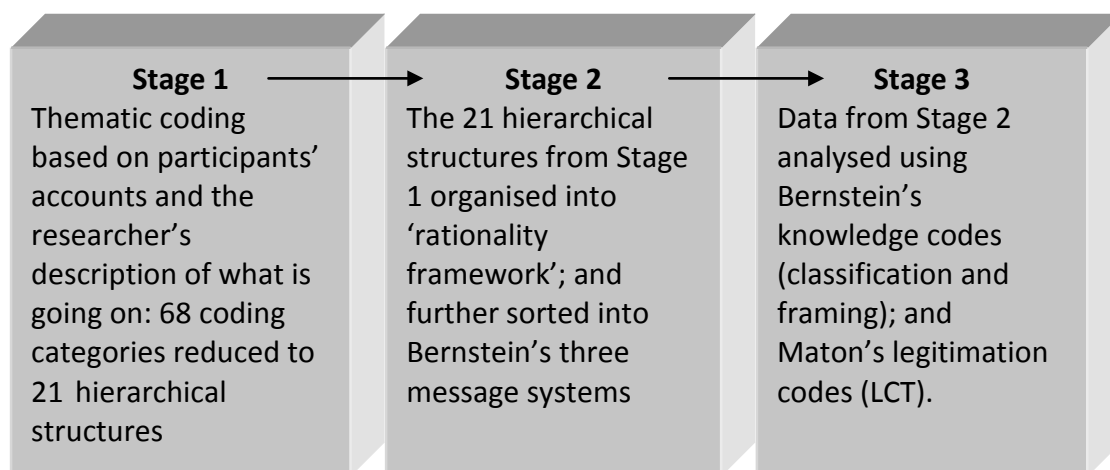 Stage 1
Thematic coding
based on participants’
accounts and the
researcher’s
description of what is
going on: 68 coding
categories reduced to
21 hierarchical
structures
Stage 2
The 21 hierarchical
structures from Stage
1 organised into
‘rationality
framework’; and
further sorted into
Bernstein’s three
message systems
Stage 3
Data from Stage 2
analysed using
Bernstein’s
knowledge codes
(classification and
framing); and
Maton’s legitimation
codes (LCT).